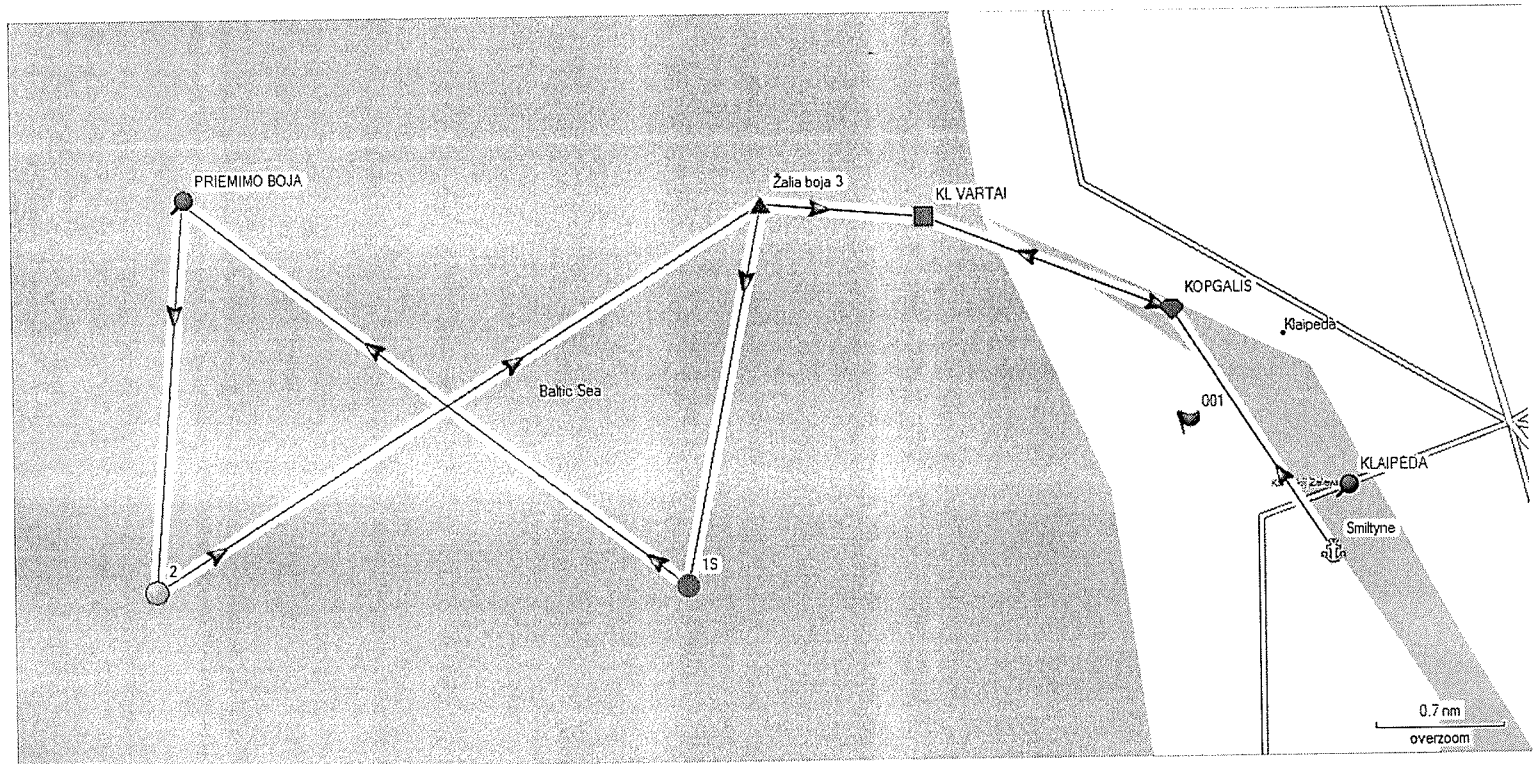 PRIEMIMO BOJA
Žalia boja 3
KL VARTAI
KOPGALIS
Klaipeda
Baltic Sea
001
KLAIPĖDA
Smiltyne
2
1S
0.7 nm
overzoom